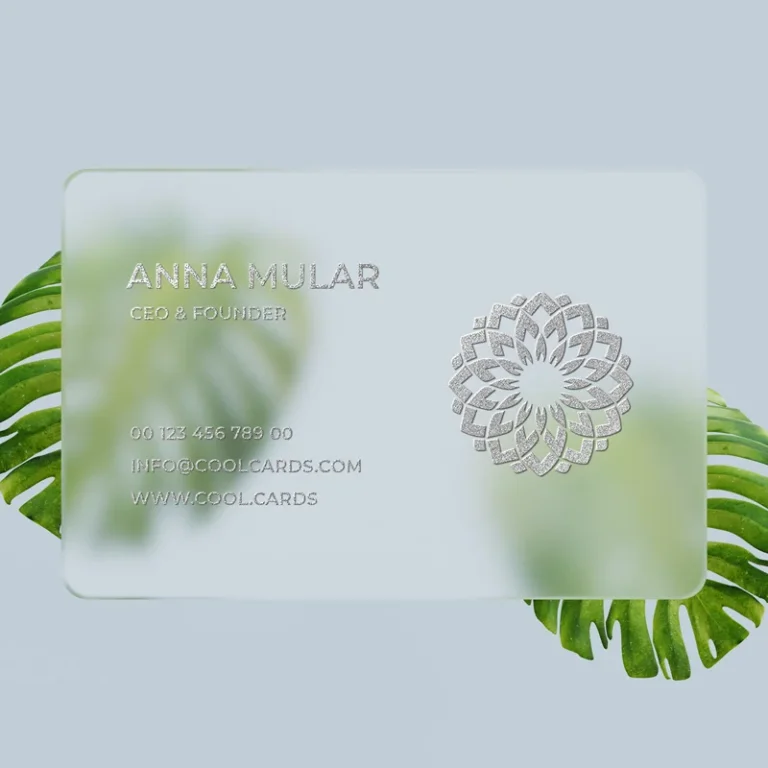 ANNA MULAR
CEO & FOUNDER
00 123 456 789 00
INFO@COOLCARDS.COM
WWW.COOL.CARDS